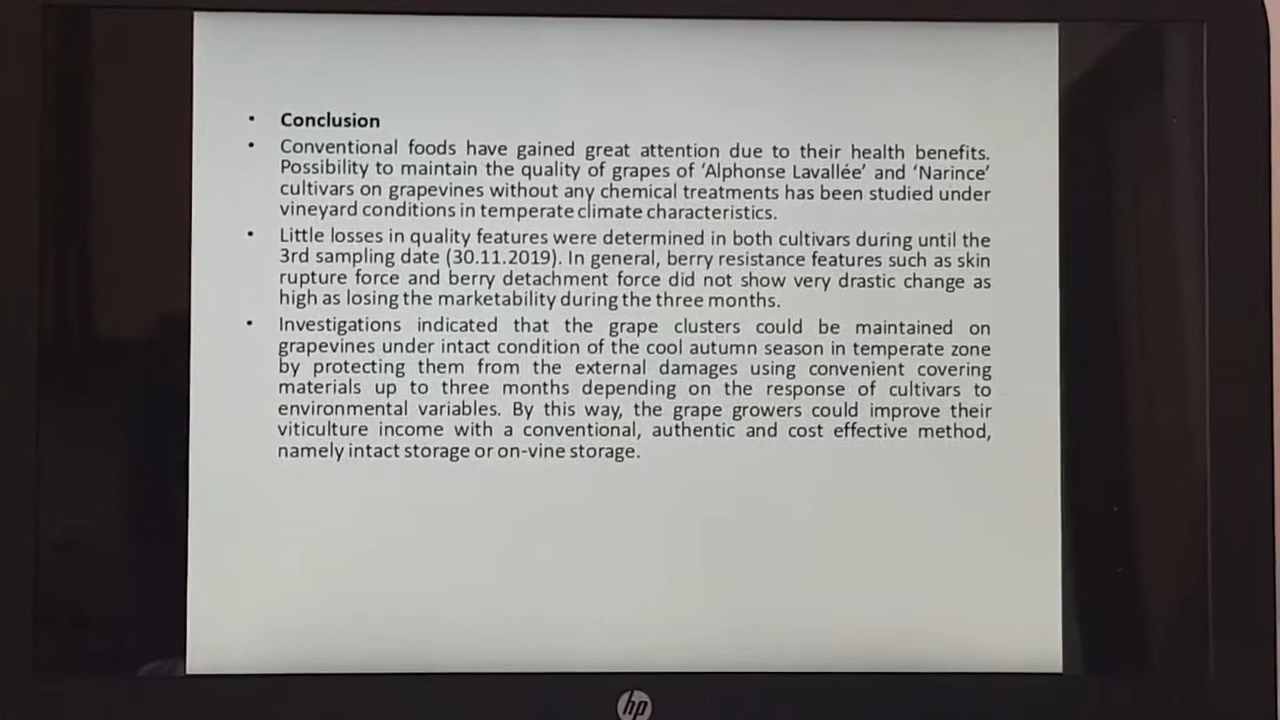 • Conclusion
• Conventional foods have gained great attention due to their health benefits.
Possibility to maintain the quality of grapes of ‘Alphonse Lavallée’ and ‘Narince’
cultivars on grapevines without any chemical treatments has been studied under
vineyard conditions in temperate climate characteristics.
• Little losses in quality features were determined in both cultivars during until the
3rd sampling date (30.11.2019). In general, berry resistance features such as skin
rupture force and berry detachment force did not show very drastic change as
high as losing the marketability during the three months.
• Investigations indicated that the grape clusters could be maintained on
grapevines under intact condition of the cool autumn season in temperate zone
by protecting them from the external damages using convenient covering
materials up to three months depending on the response of cultivars to
environmental variables. By this way, the grape growers could improve their
viticulture income with a conventional, authentic and cost effective method,
namely intact storage or on-vine storage.
hp